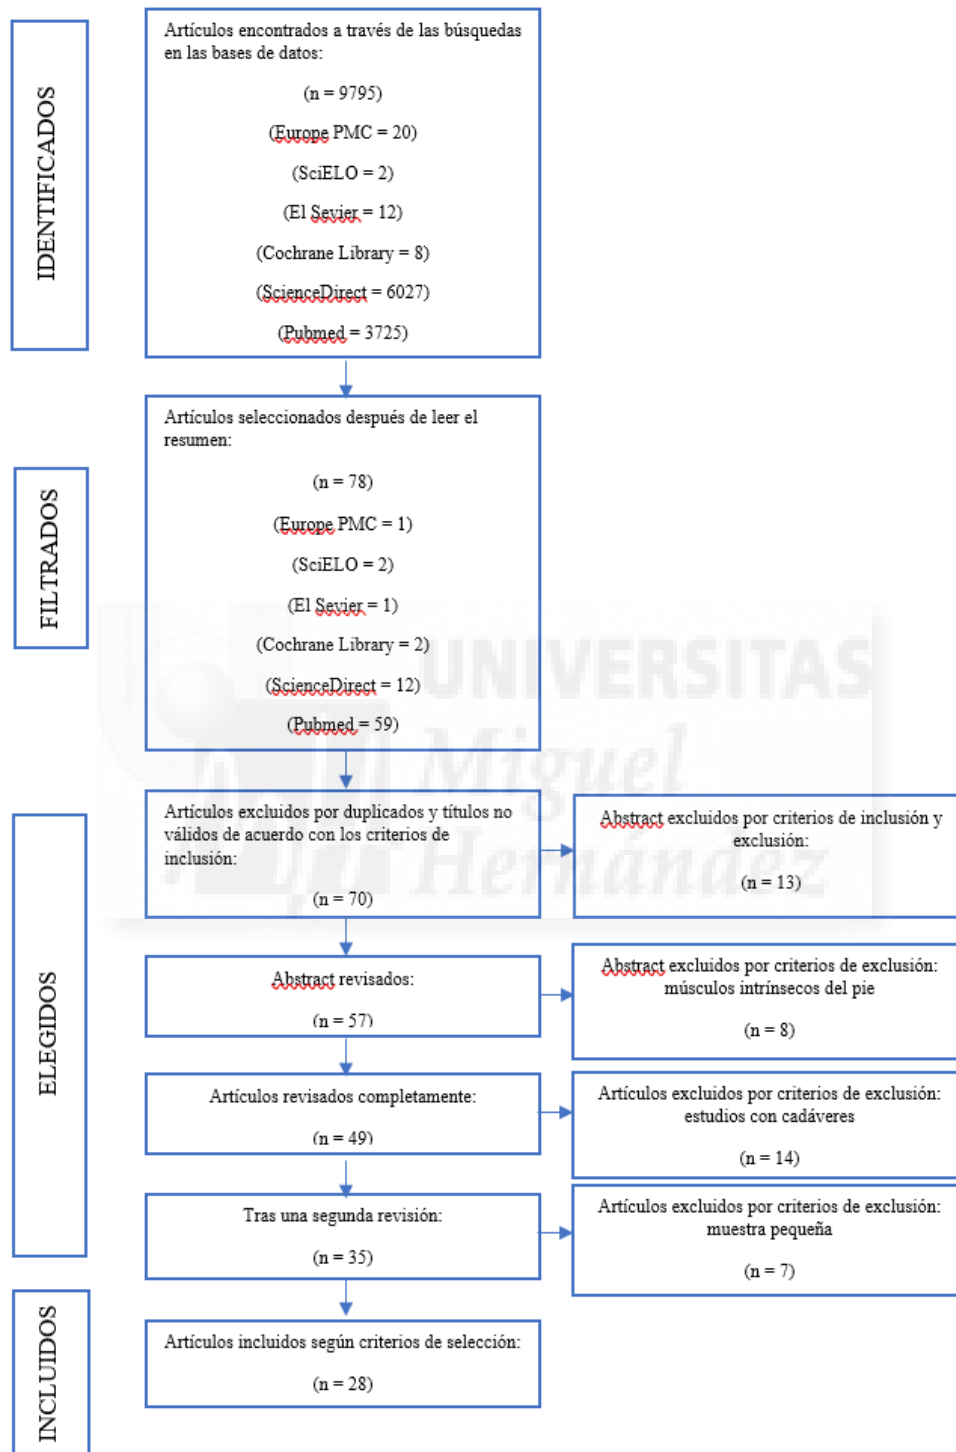 IDENTIFICADOS
Artículos encontrados a través de las búsquedas
en las bases de datos:
(n = 9795)
(Europe PMC = 20)
(SciELO = 2)
(El Sevier = 12)
(Cochrane Library = 8)
(ScienceDirect = 6027)
(Pubmed = 3725)
FILTRADOS
Artículos seleccionados después de leer el
resumen:
(n = 78)
(Europe PMC = 1)
(SciELO = 2)
(El Sevier = 1)
(Cochrane Library = 2)
(ScienceDirect = 12)
(Pubmed = 59)
UNIVERSITAS
Miguel
Hernández
ELEGIDOS
Artículos excluidos por duplicados y títulos no
válidos de acuerdo con los criterios de
inclusión:
(n = 70)
Abstract excluidos por criterios de inclusión y
exclusión:
(n = 13)
Abstract revisados:
(n = 57)
Abstract excluidos por criterios de exclusión:
músculos intrínsecos del pie
(n = 8)
Artículos revisados completamente:
(n = 49)
Artículos excluidos por criterios de exclusión:
estudios con cadáveres
(n = 14)
Tras una segunda revisión:
(n = 35)
Artículos excluidos por criterios de exclusión:
muestra pequeña
(n = 7)
INCLUIDOS
Artículos incluidos según criterios de selección:
(n = 28)